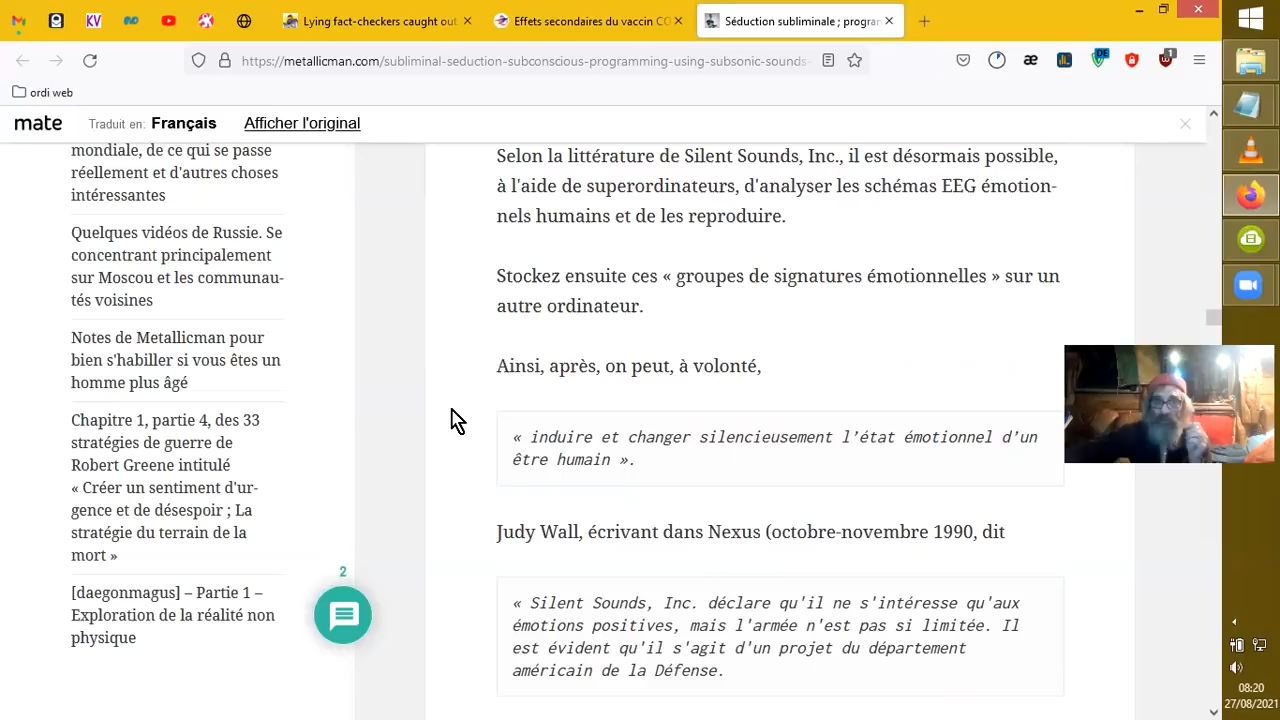 Lying fact-checkers caught out
Effets secondaires du vaccin CO
Séduction subliminale ; progran
https://metallicman.com/subliminal-seduction-subconscious-programming-using-subsonic-sounds-
æ
DE
1
ordi web
mate
Traduit en: Français
Afficher l'original
mondiale, de ce qui se passe
réellement et d'autres choses
intéressantes
Quelques vidéos de Russie. Se
concentrant principalement
sur Moscou et les communau-
tés voisines
Notes de Metallicman pour
bien s'habiller si vous êtes un
homme plus âgé
Chapitre 1, partie 4, des 33
stratégies de guerre de
Robert Greene intitulé
« Créer un sentiment d'ur-
gence et de désespoir ; La
stratégie du terrain de la
mort »
[daegonmagus] – Partie 1 –
Exploration de la réalité non
physique
2
Selon la littérature de Silent Sounds, Inc., il est désormais possible,
à l'aide de superordinateurs, d'analyser les schémas EEG émotion-
nels humains et de les reproduire.
Stockez ensuite ces « groupes de signatures émotionnelles » sur un
autre ordinateur.
Ainsi, après, on peut, à volonté,
« induire et changer silencieusement l’état émotionnel d’un
être humain ».
Judy Wall, écrivant dans Nexus (octobre-novembre 1990, dit
« Silent Sounds, Inc. déclare qu'il ne s'intéresse qu'aux
émotions positives, mais l'armée n'est pas si limitée. Il
est évident qu'il s'agit d'un projet du département
américain de la Défense.
08:20
27/08/2021